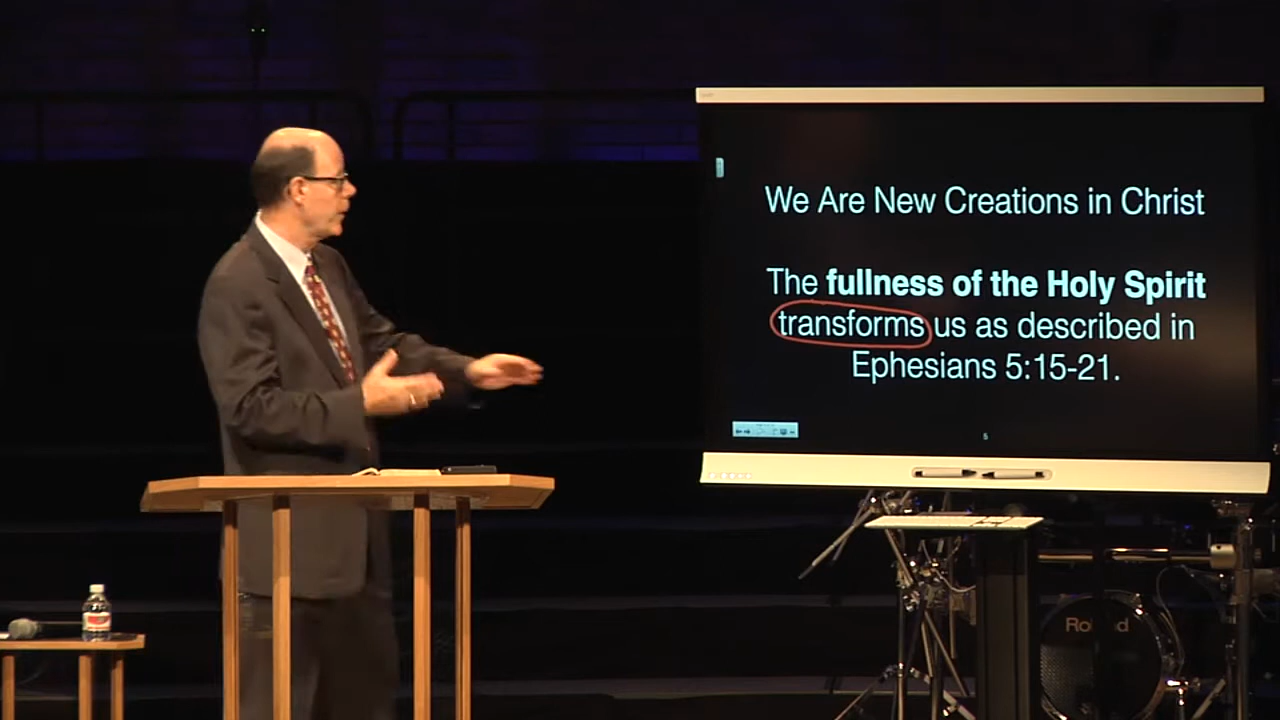 We Are New Creations in Christ
The fullness of the Holy Spirit
transforms us as described in
Ephesians 5:15-21.
5
Roland